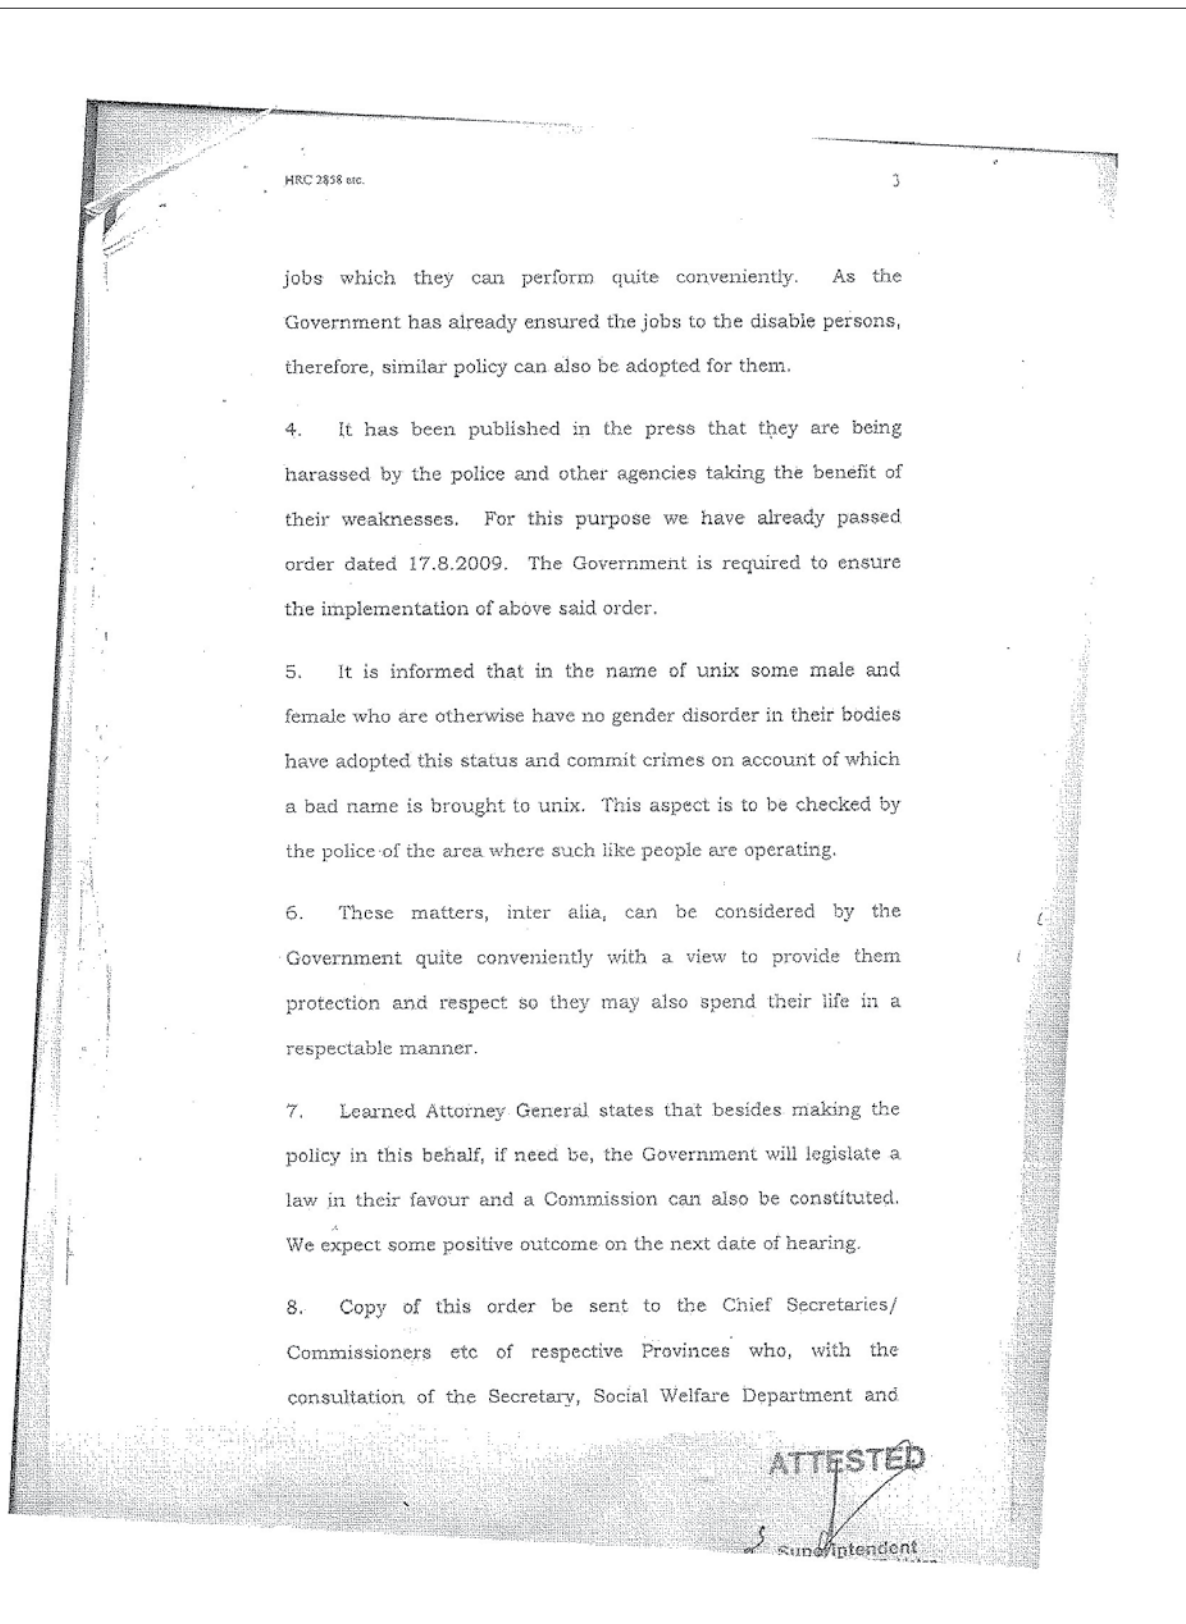 HRC 2858 etc.
3
jobs which they can perform quite conveniently. As the
Government has already ensured the jobs to the disable persons,
therefore, similar policy can also be adopted for them.
4. It has been published in the press that they are being
harassed by the police and other agencies taking the benefit of
their weaknesses. For this purpose we have already passed
order dated 17.8.2009. The Government is required to ensure
the implementation of above said order.
5. It is informed that in the name of unix some male and
female who are otherwise have no gender disorder in their bodies
have adopted this status and commit crimes on account of which
a bad name is brought to unix. This aspect is to be checked by
the police of the area where such like people are operating.
6. These matters, inter alia, can be considered by the
Government quite conveniently with a view to provide them
protection and respect so they may also spend their life in a
respectable manner.
7. Learned Attorney General states that besides making the
policy in this behalf, if need be, the Government will legislate a
law in their favour and a Commission can also be constituted.
We expect some positive outcome on the next date of hearing.
8. Copy of this order be sent to the Chief Secretaries/
Commissioners etc of respective Provinces who, with the
consultation of the Secretary, Social Welfare Department and
ATTESTED
Superintendent